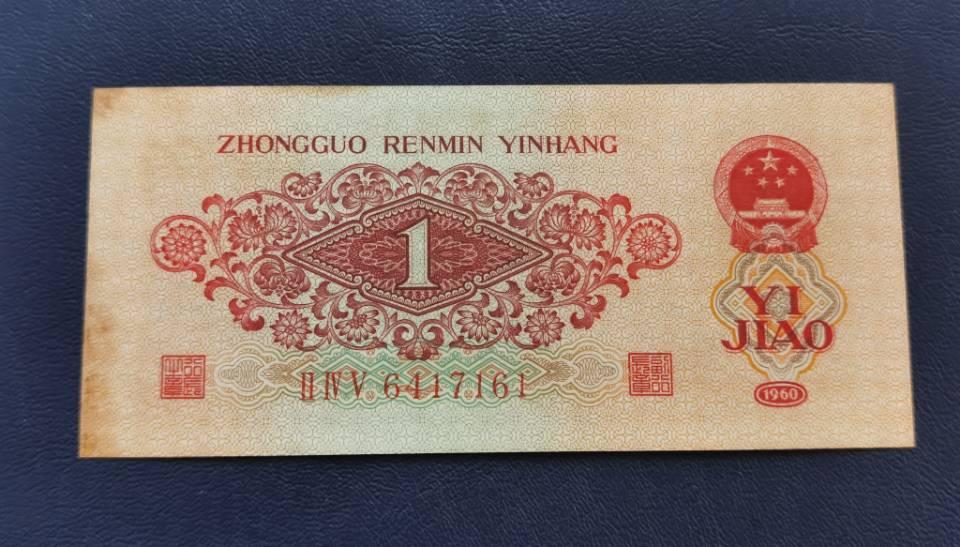 ZHONGGUO RENMIN YINHANG
1
YI
JIAO
II IV V 6417161
1960